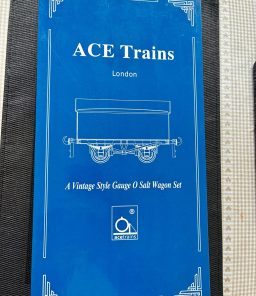 ACE Trains
London
A Vintage Style Gauge O Salt Wagon Set
®
acetrains